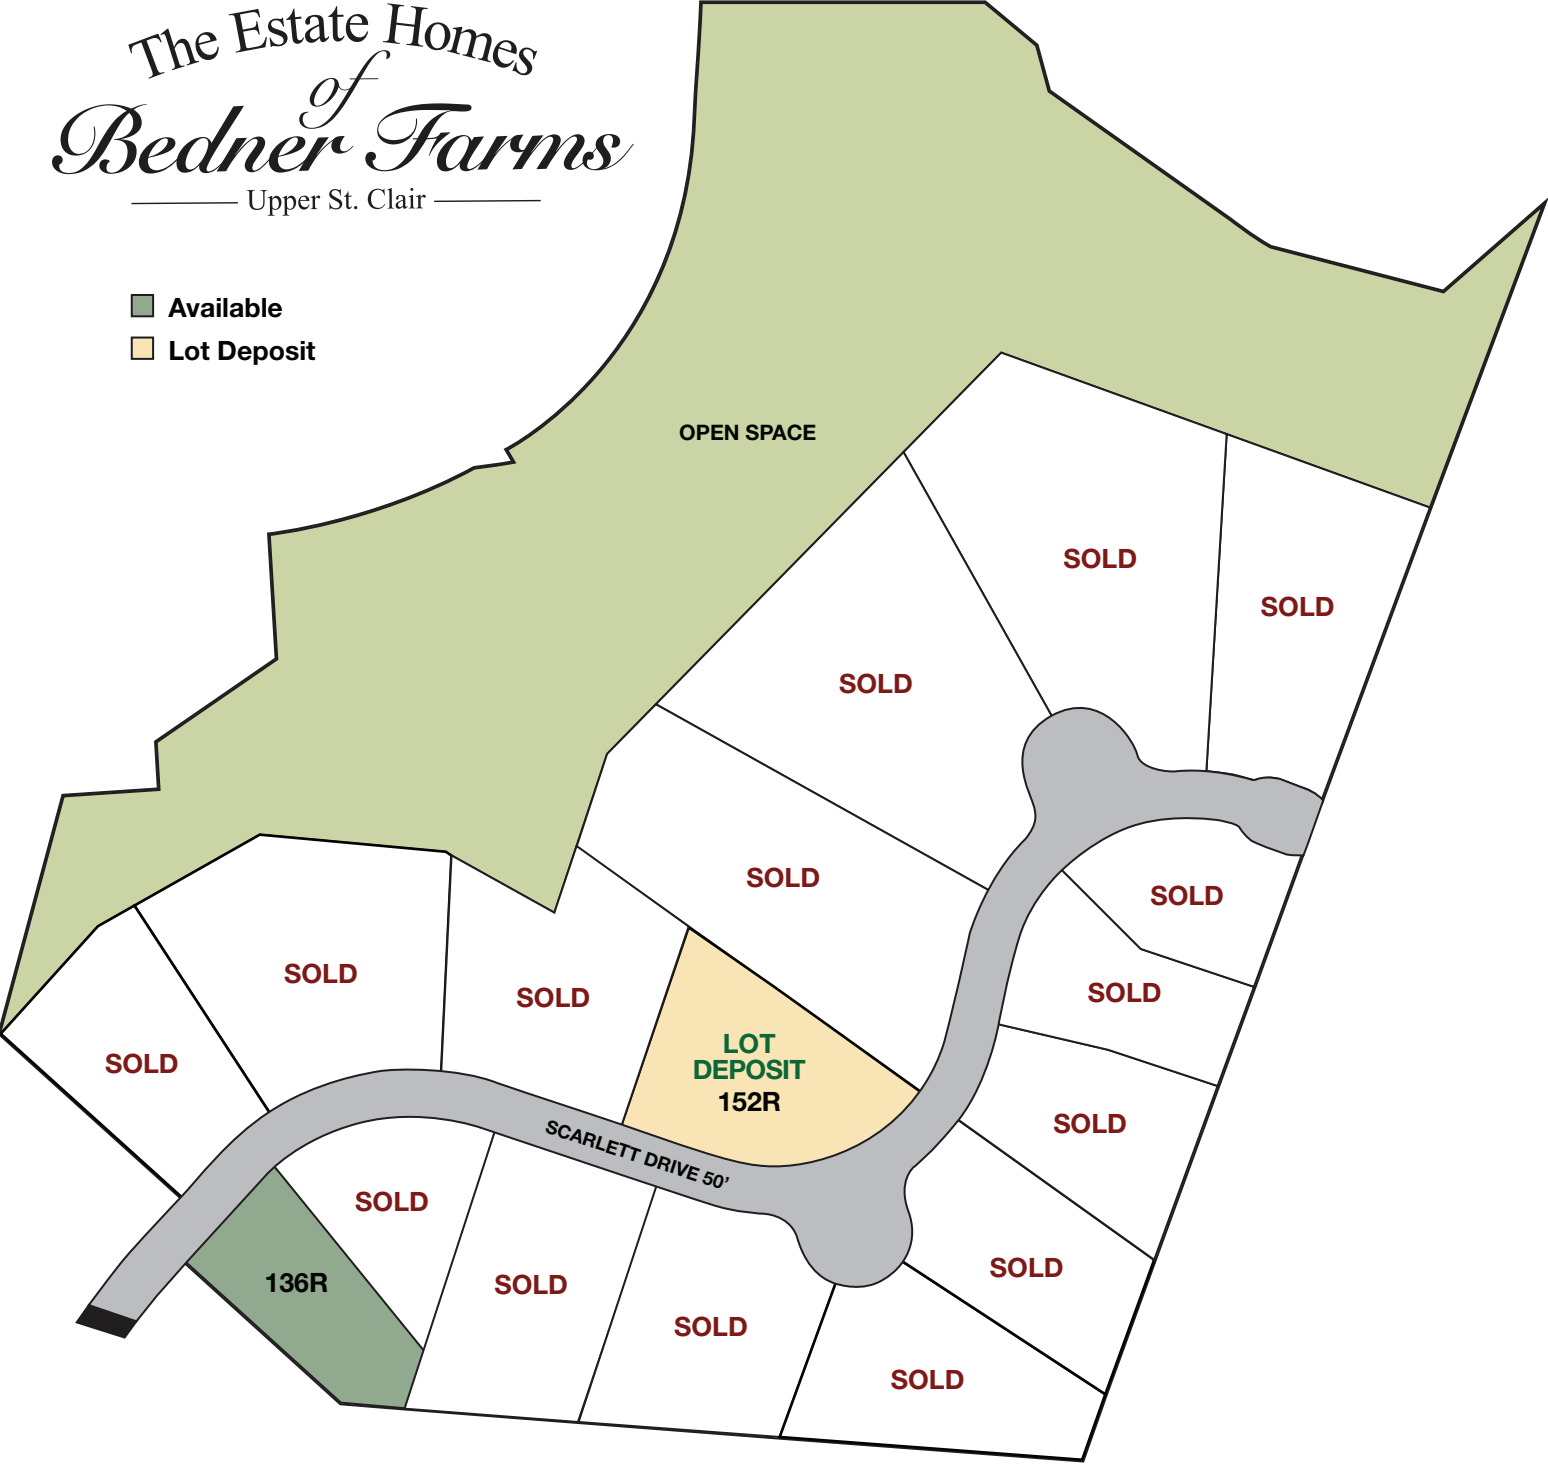 The Estate Homes
of
Bedner Farms
Upper St. Clair
Available
Lot Deposit
OPEN SPACE
SOLD
SOLD
SOLD
SOLD
SOLD
SOLD
SOLD
SOLD
SOLD
LOT
DEPOSIT
152R
SOLD
SOLD
SCARLETT DRIVE 50’
SOLD
SOLD
136R
SOLD
SOLD
SOLD